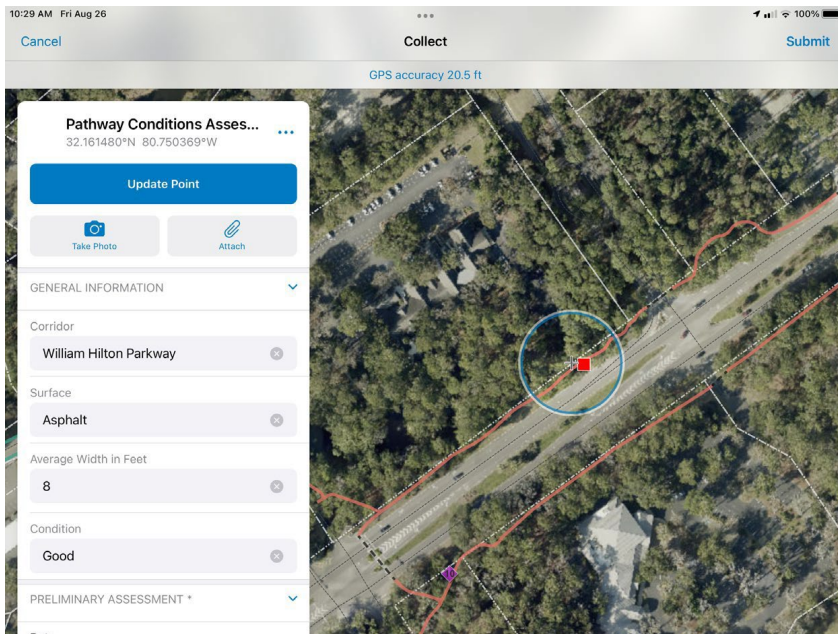 10:29 AM Fri Aug 26
100%
Cancel
Collect
Submit
GPS accuracy 20.5 ft
Pathway Conditions Asses...
32.161480°N 80.750369°W
Update Point
Take Photo
Attach
GENERAL INFORMATION
Corridor
William Hilton Parkway
Surface
Asphalt
Average Width in Feet
8
Condition
Good
PRELIMINARY ASSESSMENT *